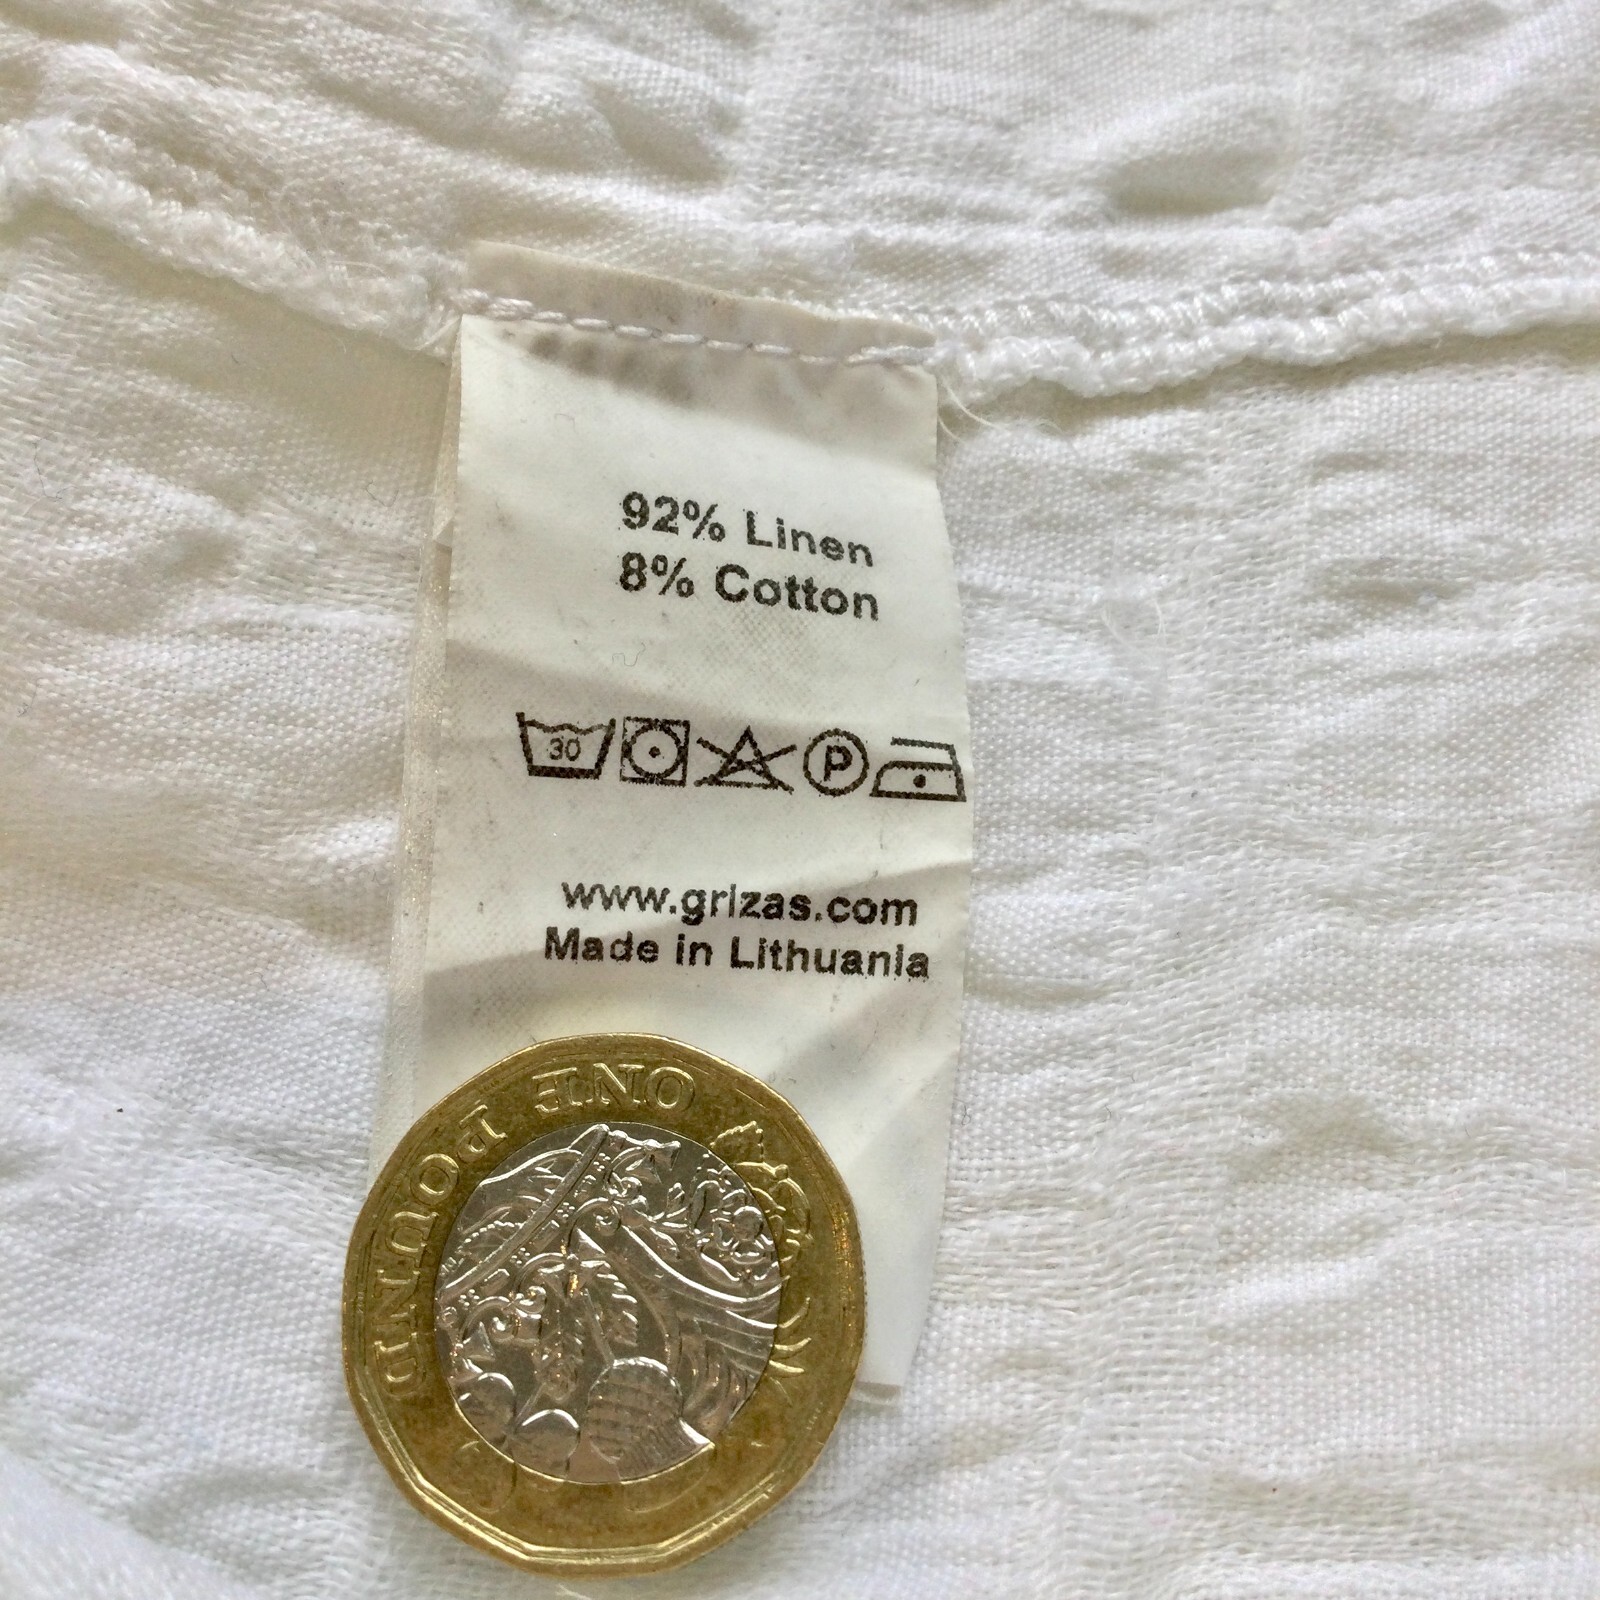 92% Linen
8% Cotton
30
P
www.grizas.com
Made in Lithuania
ONE POUND